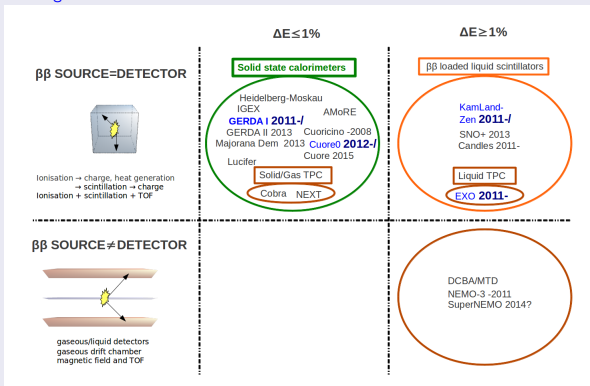 ΔE≤1%
ΔE≥1%
ββ SOURCE=DETECTOR
Ionisation → charge, heat generation
→ scintillation → charge
Ionisation + scintillation + TOF
Solid state calorimeters
Heidelberg-Moskau
IGEX
AMoRE
GERDA I 2011-/
GERDA II 2013
Cuoricino -2008
Majorana Dem 2013
Cuore0 2012-/
Cuore 2015
Lucifer
Solid/Gas TPC
Cobra
NEXT
ββ loaded liquid scintillators
KamLand-
Zen 2011-/
SNO+ 2013
Candles 2011-
Liquid TPC
EXO 2011-
ββ SOURCE≠DETECTOR
gaseous/liquid detectors
gaseous drift chamber
magnetic field and TOF
DCBA/MTD
NEMO-3 -2011
SuperNEMO 2014?